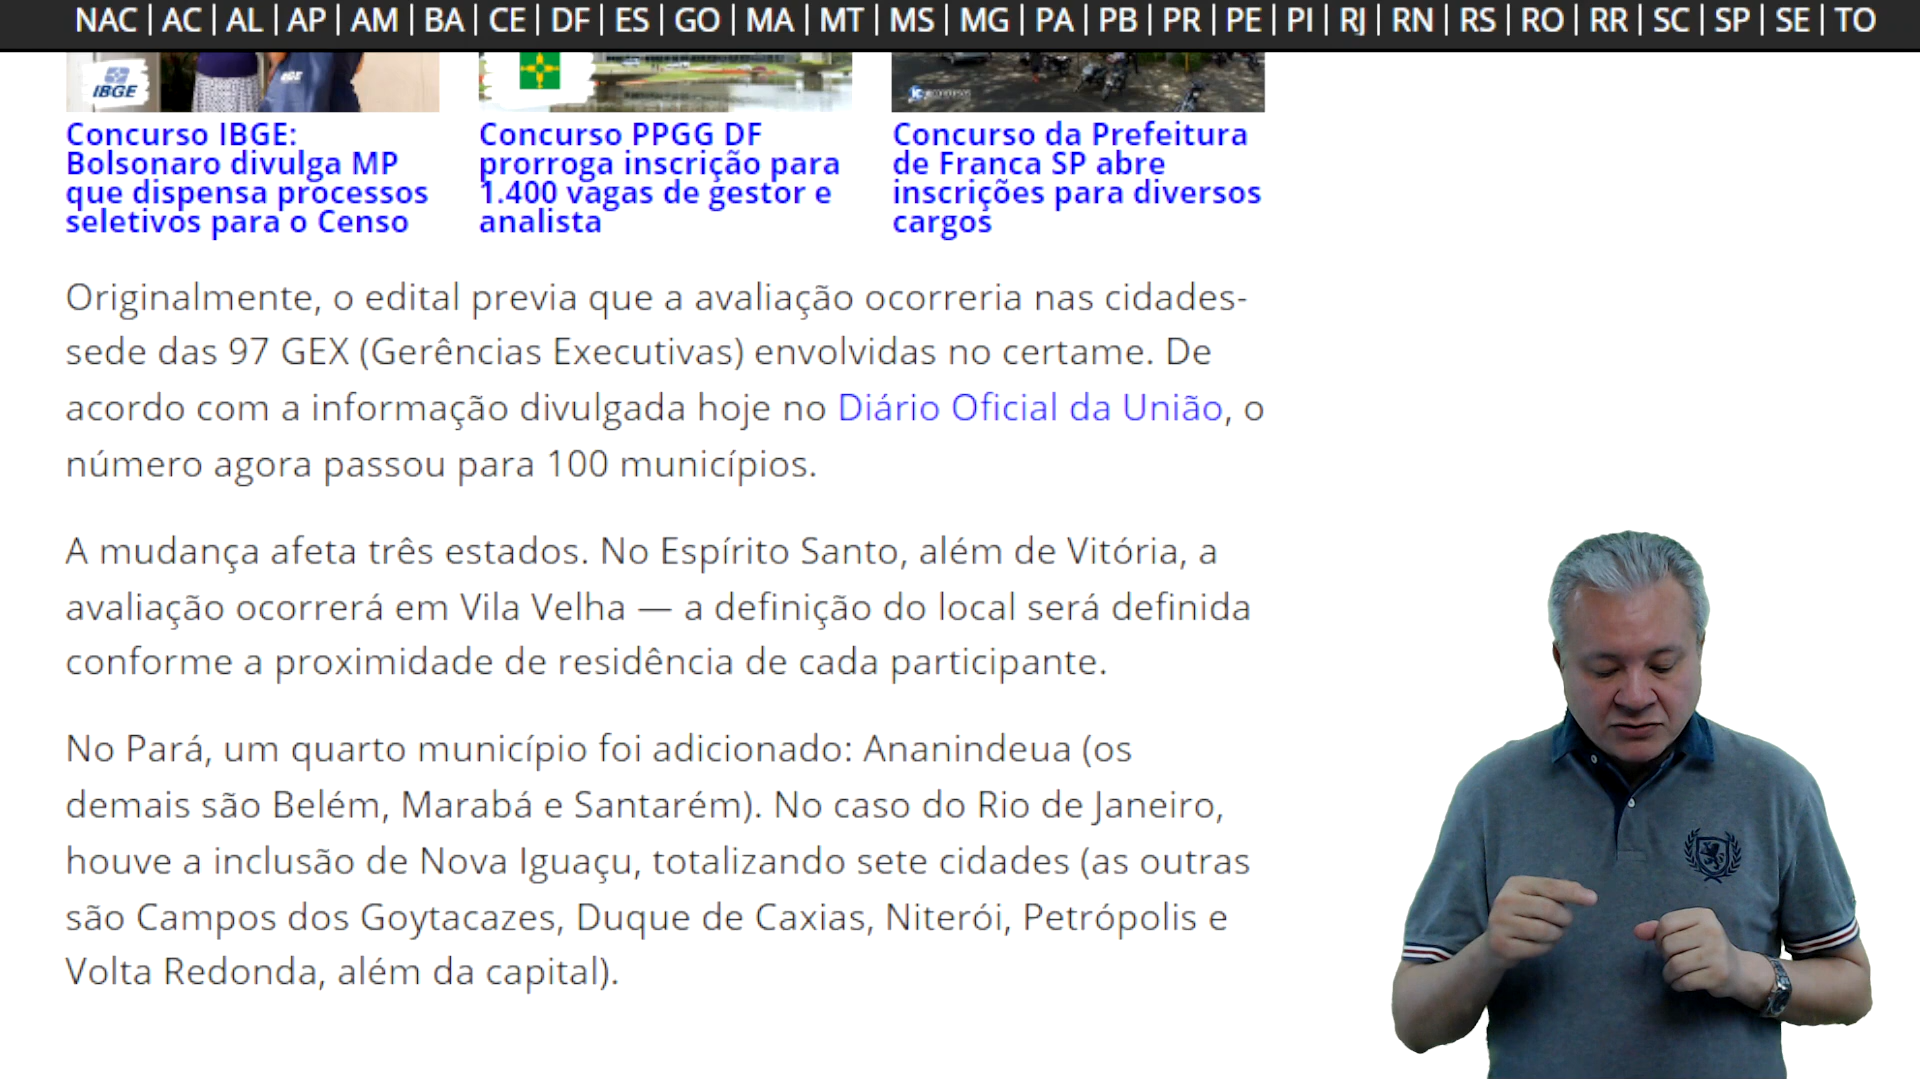 NAC | AC | AL | AP | AM | BA | CE | DF | ES | GO | MA | MT | MS | MG | PA | PB | PR | PE | PI | RJ | RN | RS | RO | RR | SC | SP | SE | TO
IBGE
IBGE
Concurso IBGE:
Bolsonaro divulga MP
que dispensa processos
seletivos para o Censo
Concurso PPGG DF
prorroga inscrição para
1.400 vagas de gestor e
analista
Concurso da Prefeitura
de Franca SP abre
inscrições para diversos
cargos
Originalmente, o edital previa que a avaliação ocorreria nas cidades-
sede das 97 GEX (Gerências Executivas) envolvidas no certame. De
acordo com a informação divulgada hoje no Diário Oficial da União, o
número agora passou para 100 municípios.
A mudança afeta três estados. No Espírito Santo, além de Vitória, a
avaliação ocorrerá em Vila Velha — a definição do local será definida
conforme a proximidade de residência de cada participante.
No Pará, um quarto município foi adicionado: Ananindeua (os
demais são Belém, Marabá e Santarém). No caso do Rio de Janeiro,
houve a inclusão de Nova Iguaçu, totalizando sete cidades (as outras
são Campos dos Goytacazes, Duque de Caxias, Niterói, Petrópolis e
Volta Redonda, além da capital).